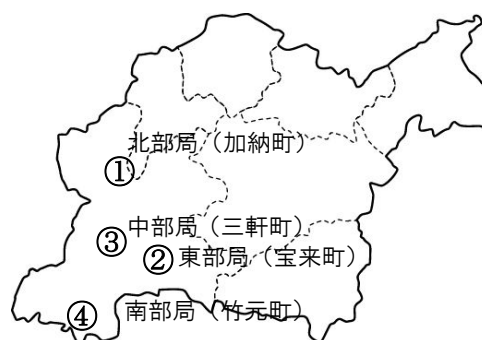 北部局（加納町）
①
中部局（三軒町）
③
② 東部局（宝来町）
④ 南部局（竹元町）